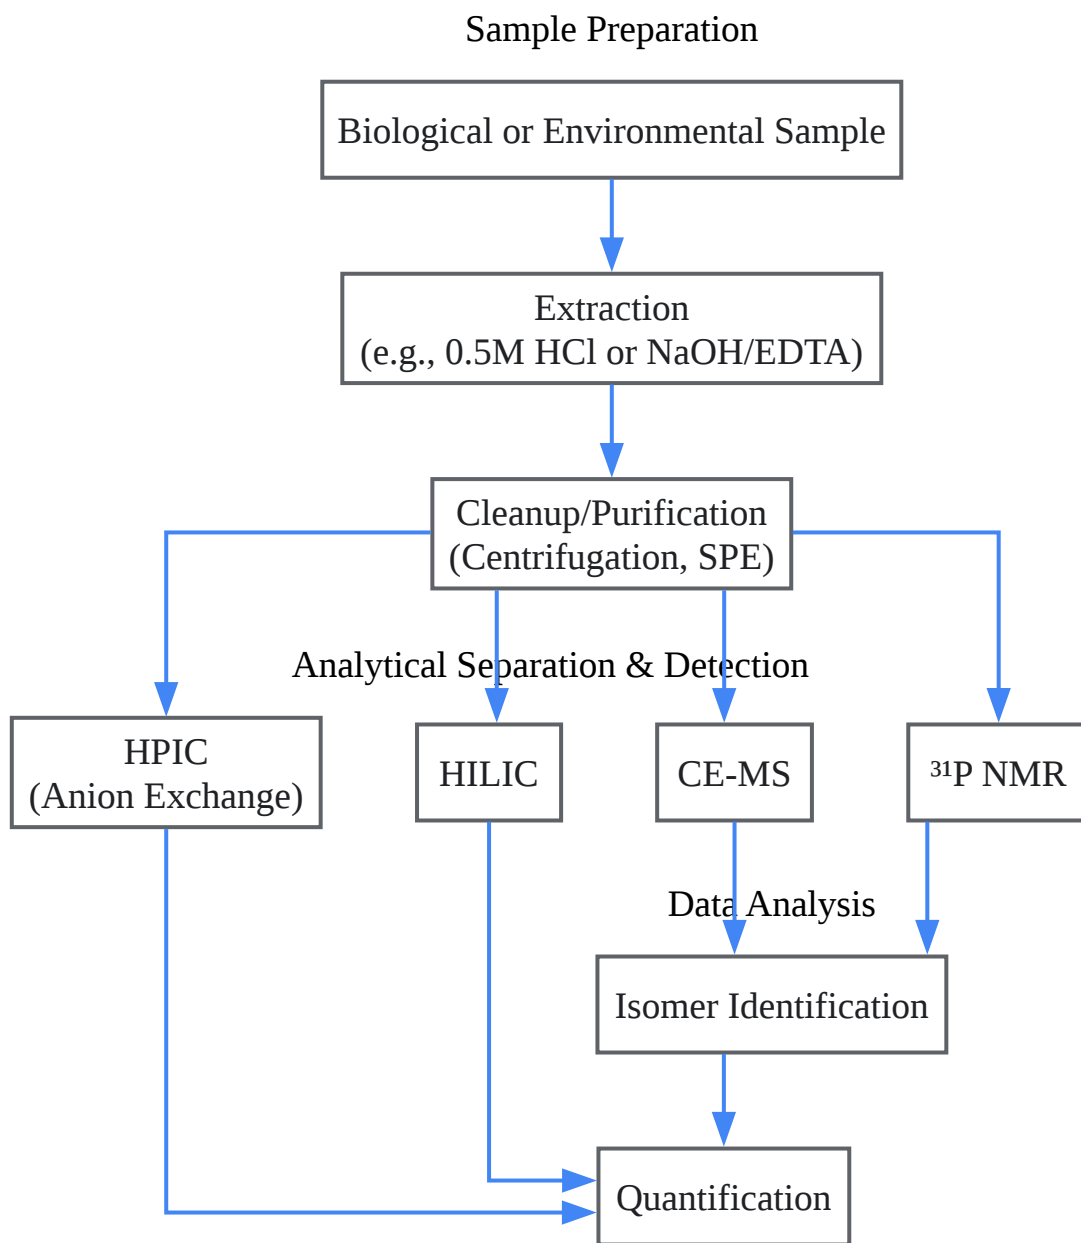 Sample Preparation
Biological or Environmental Sample
Extraction
(e.g., 0.5M HCl or NaOH/EDTA)
Cleanup/Purification
(Centrifugation, SPE)
Analytical Separation & Detection
HPIC
(Anion Exchange)
HILIC
CE-MS
³¹P NMR
Data Analysis
Isomer Identification
Quantification